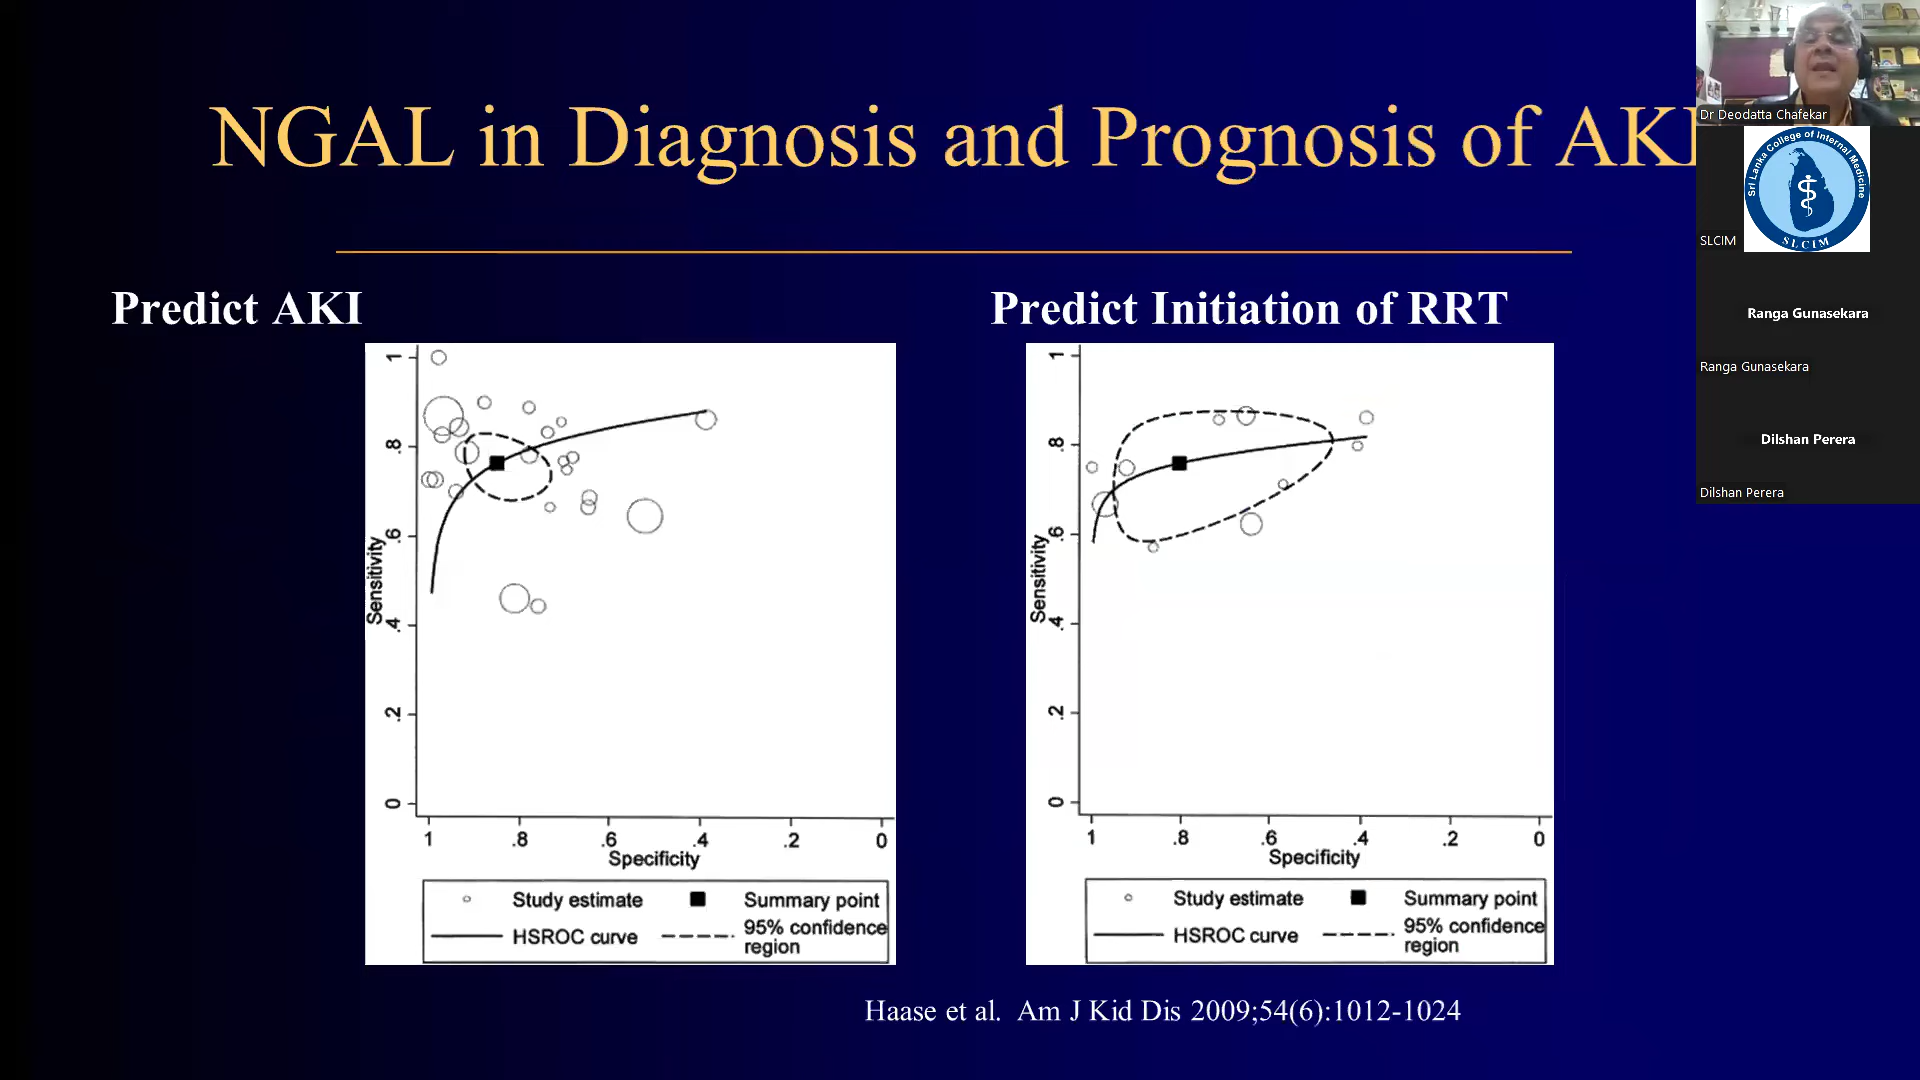 NGAL in Diagnosis and Prognosis of AKI
Predict AKI
Predict Initiation of RRT
1
.8
.6
.4
.2
0
Sensitivity
1 .8 .6 .4 .2 0
Specificity
Study estimate
Summary point
HSROC curve
95% confidence
region
1
.8
.6
.4
.2
0
Sensitivity
1 .8 .6 .4 .2 0
Specificity
Study estimate
Summary point
HSROC curve
95% confidence
region
Haase et al. Am J Kid Dis 2009;54(6):1012-1024
Dr Deodatta Chafekar
Sri Lanka College of Internal Medicine
SLCIM
SLCIM
Ranga Gunasekara
Ranga Gunasekara
Dilshan Perera
Dilshan Perera